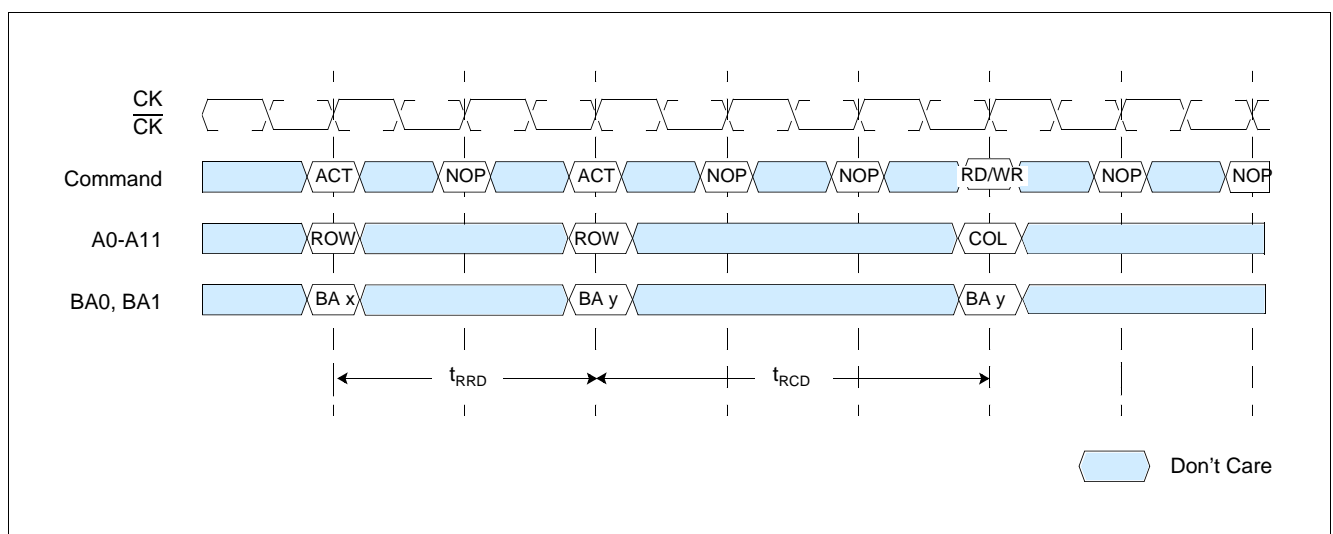 CK
CK
Command ACT NOP ACT NOP NOP RD/WR NOP NOP
A0-A11 ROW ROW COL
BA0, BA1 BA x BA y BA y
tRRD tRCD
Don't Care